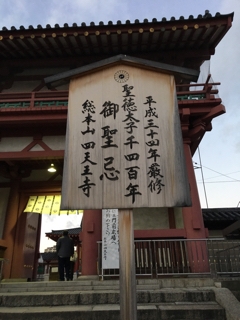 平成三十四年厳修
聖徳太子千四百年
御聖忌
総本山 四天王寺